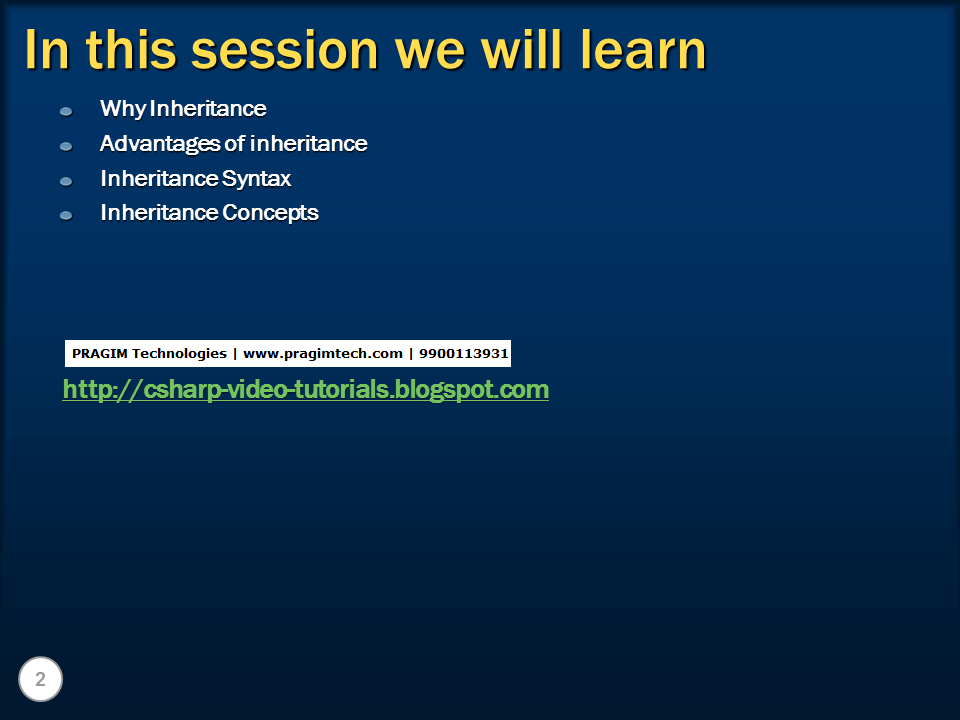 In this session we will learn
Why Inheritance
Advantages of inheritance
Inheritance Syntax
Inheritance Concepts
PRAGIM Technologies | www.pragimtech.com | 9900113931
http://csharp-video-tutorials.blogspot.com
2